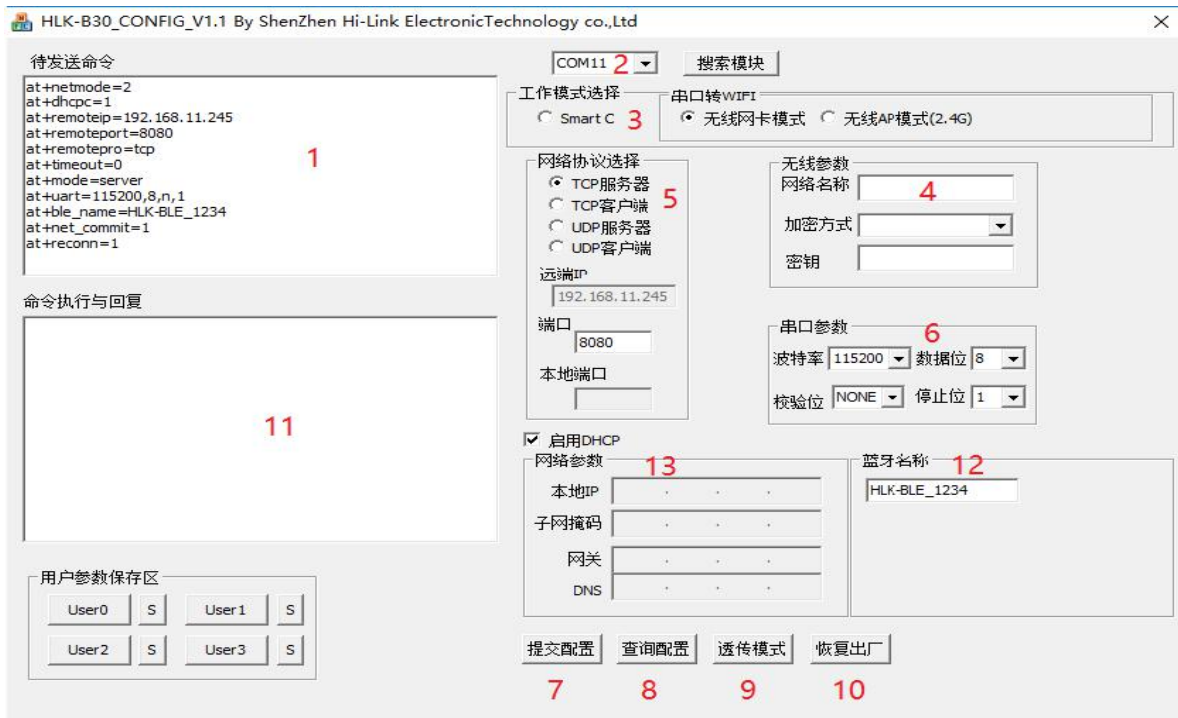 HLK-B30_CONFIG_V1.1 By ShenZhen Hi-Link ElectronicTechnology co.,Ltd
待发送命令
at+netmode=2
at+dhcpc=1
at+remoteip=192.168.11.245
at+remoteport=8080
at+remotepro=tcp
at+timeout=0
at+mode=server
at+uart=115200,8,n,1
at+ble_name=HLK-BLE_1234
at+net_commit=1
at+reconn=1
1
命令执行与回复
11
用户参数保存区
User0 S User1 S
User2 S User3 S
COM11 2 搜索模块
工作模式选择 串口转WIFI
Smart C 3 无线网卡模式 无线AP模式(2.4G)
网络协议选择
TCP服务器
5
TCP客户端
UDP服务器
UDP客户端
远端IP
192.168.11.245
端口
8080
本地端口
无线参数
网络名称 4
加密方式
密钥
串口参数 6
波特率 115200 数据位 8
校验位 NONE 停止位 1
启用DHCP
网络参数 13
本地IP . . .
子网掩码 . . .
网关 . . .
DNS . . .
蓝牙名称 12
HLK-BLE_1234
提交配置 查询配置 透传模式 恢复出厂
7 8 9 10